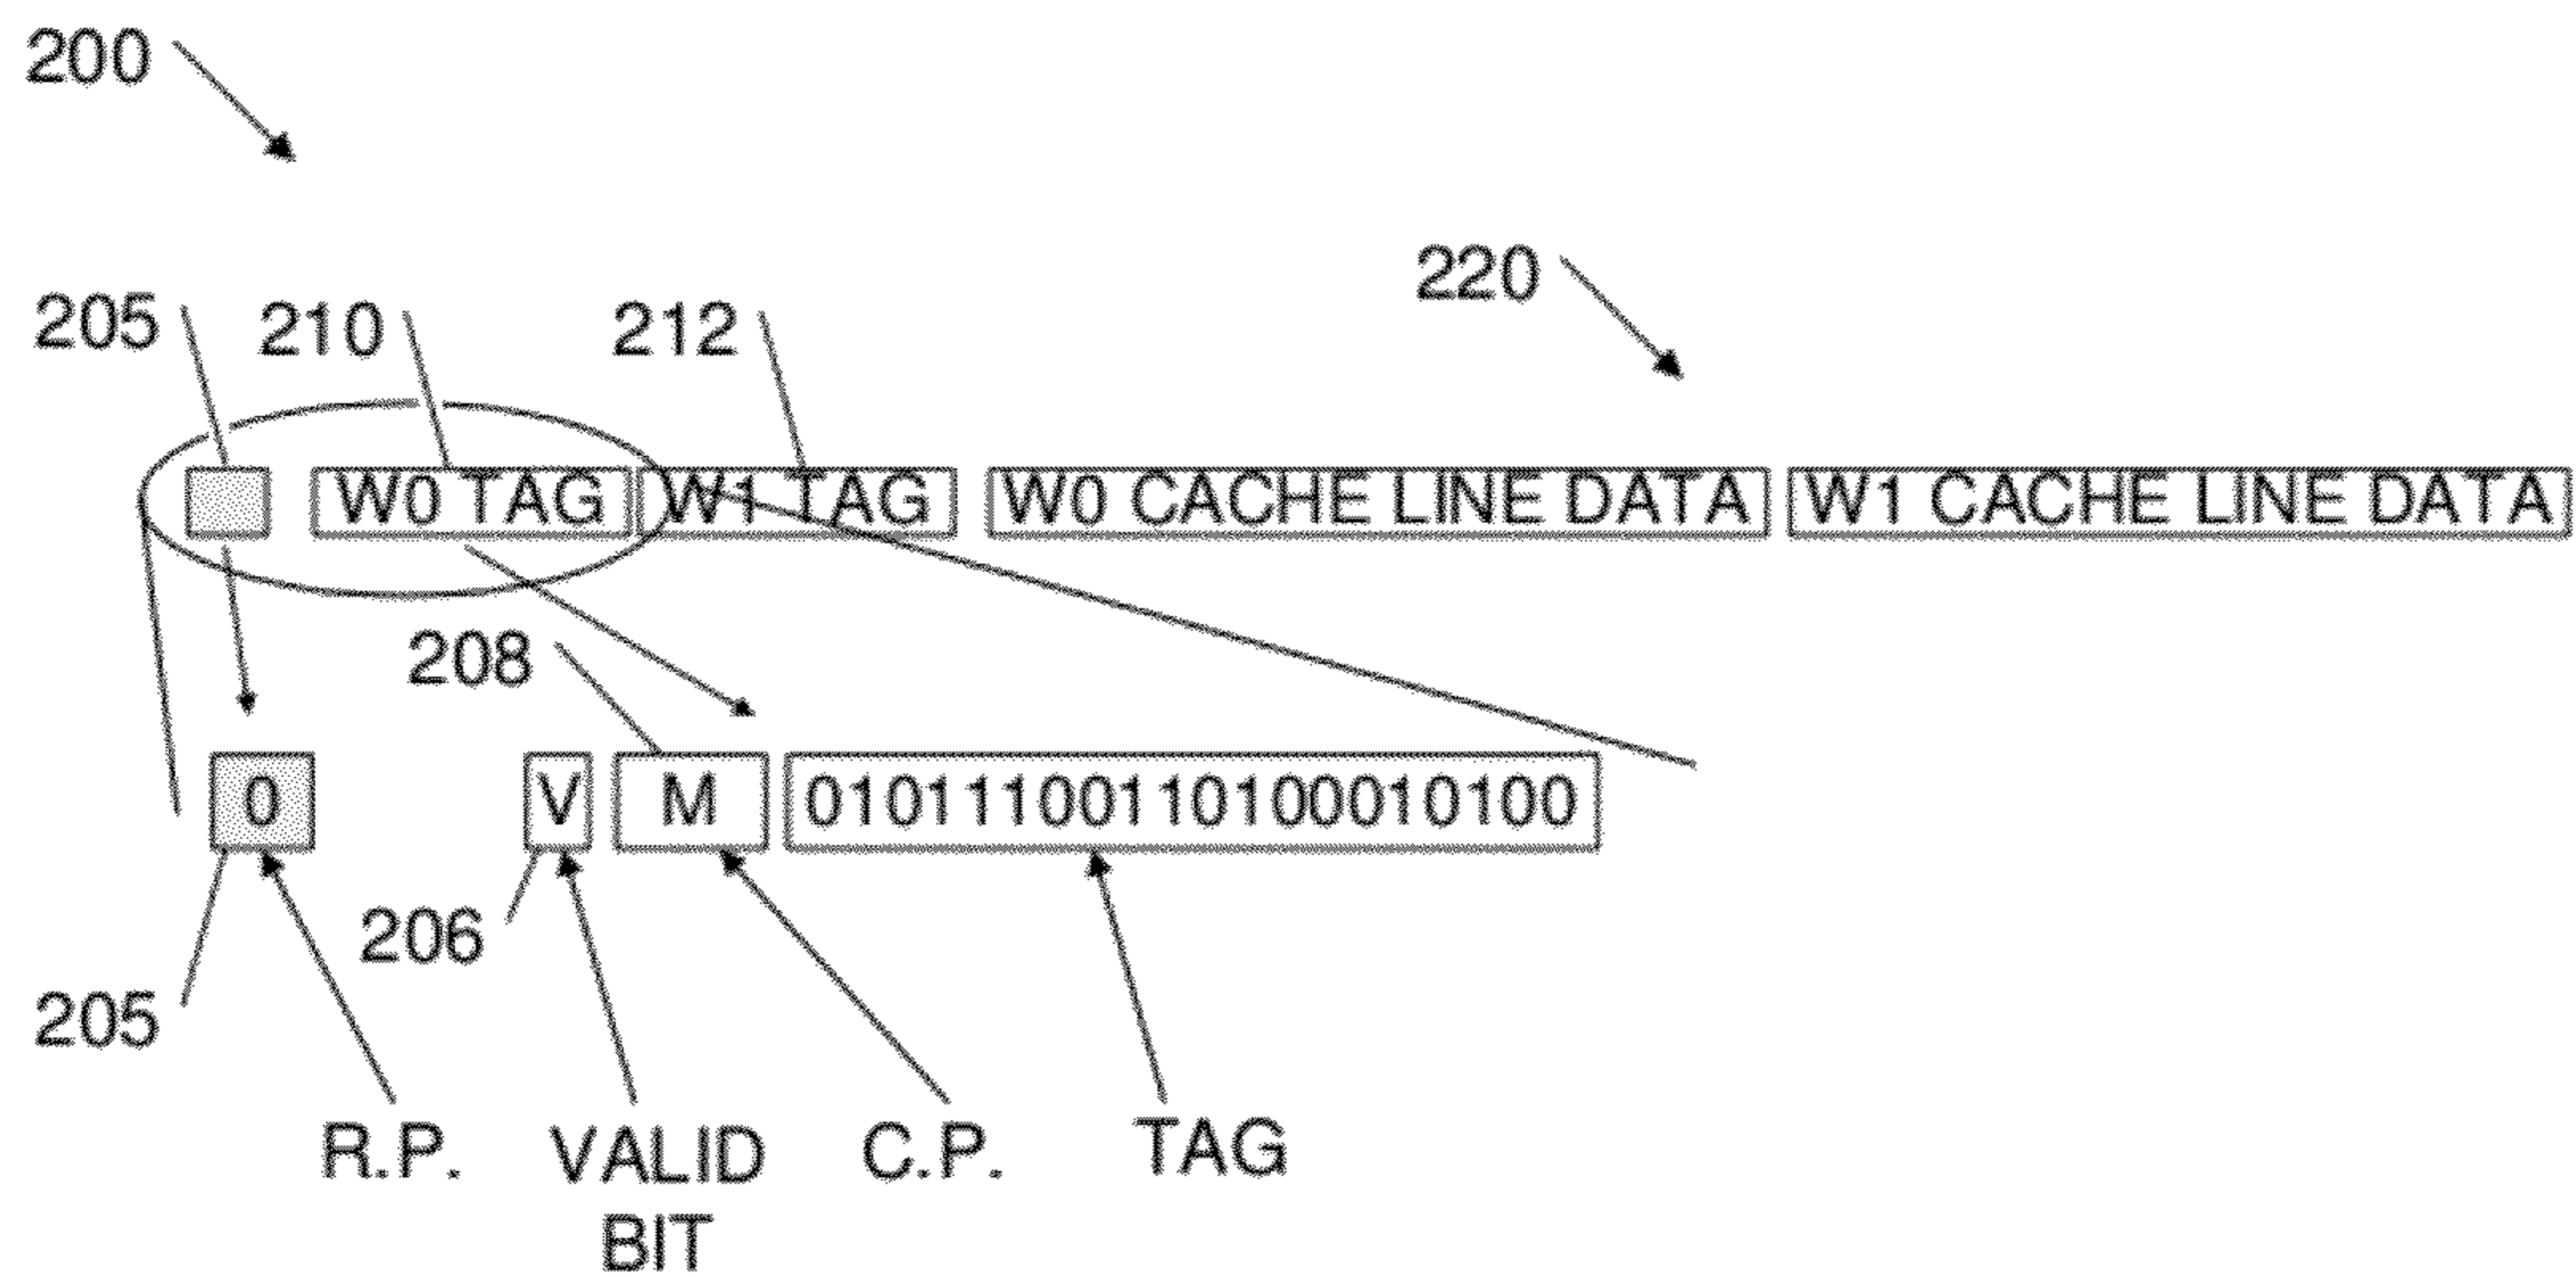 200
220
205
210
212
W0 TAG
W1 TAG
W0 CACHE LINE DATA
W1 CACHE LINE DATA
208
0
V
M
01011100110100010100
206
205
R.P.
VALID
BIT
C.P.
TAG